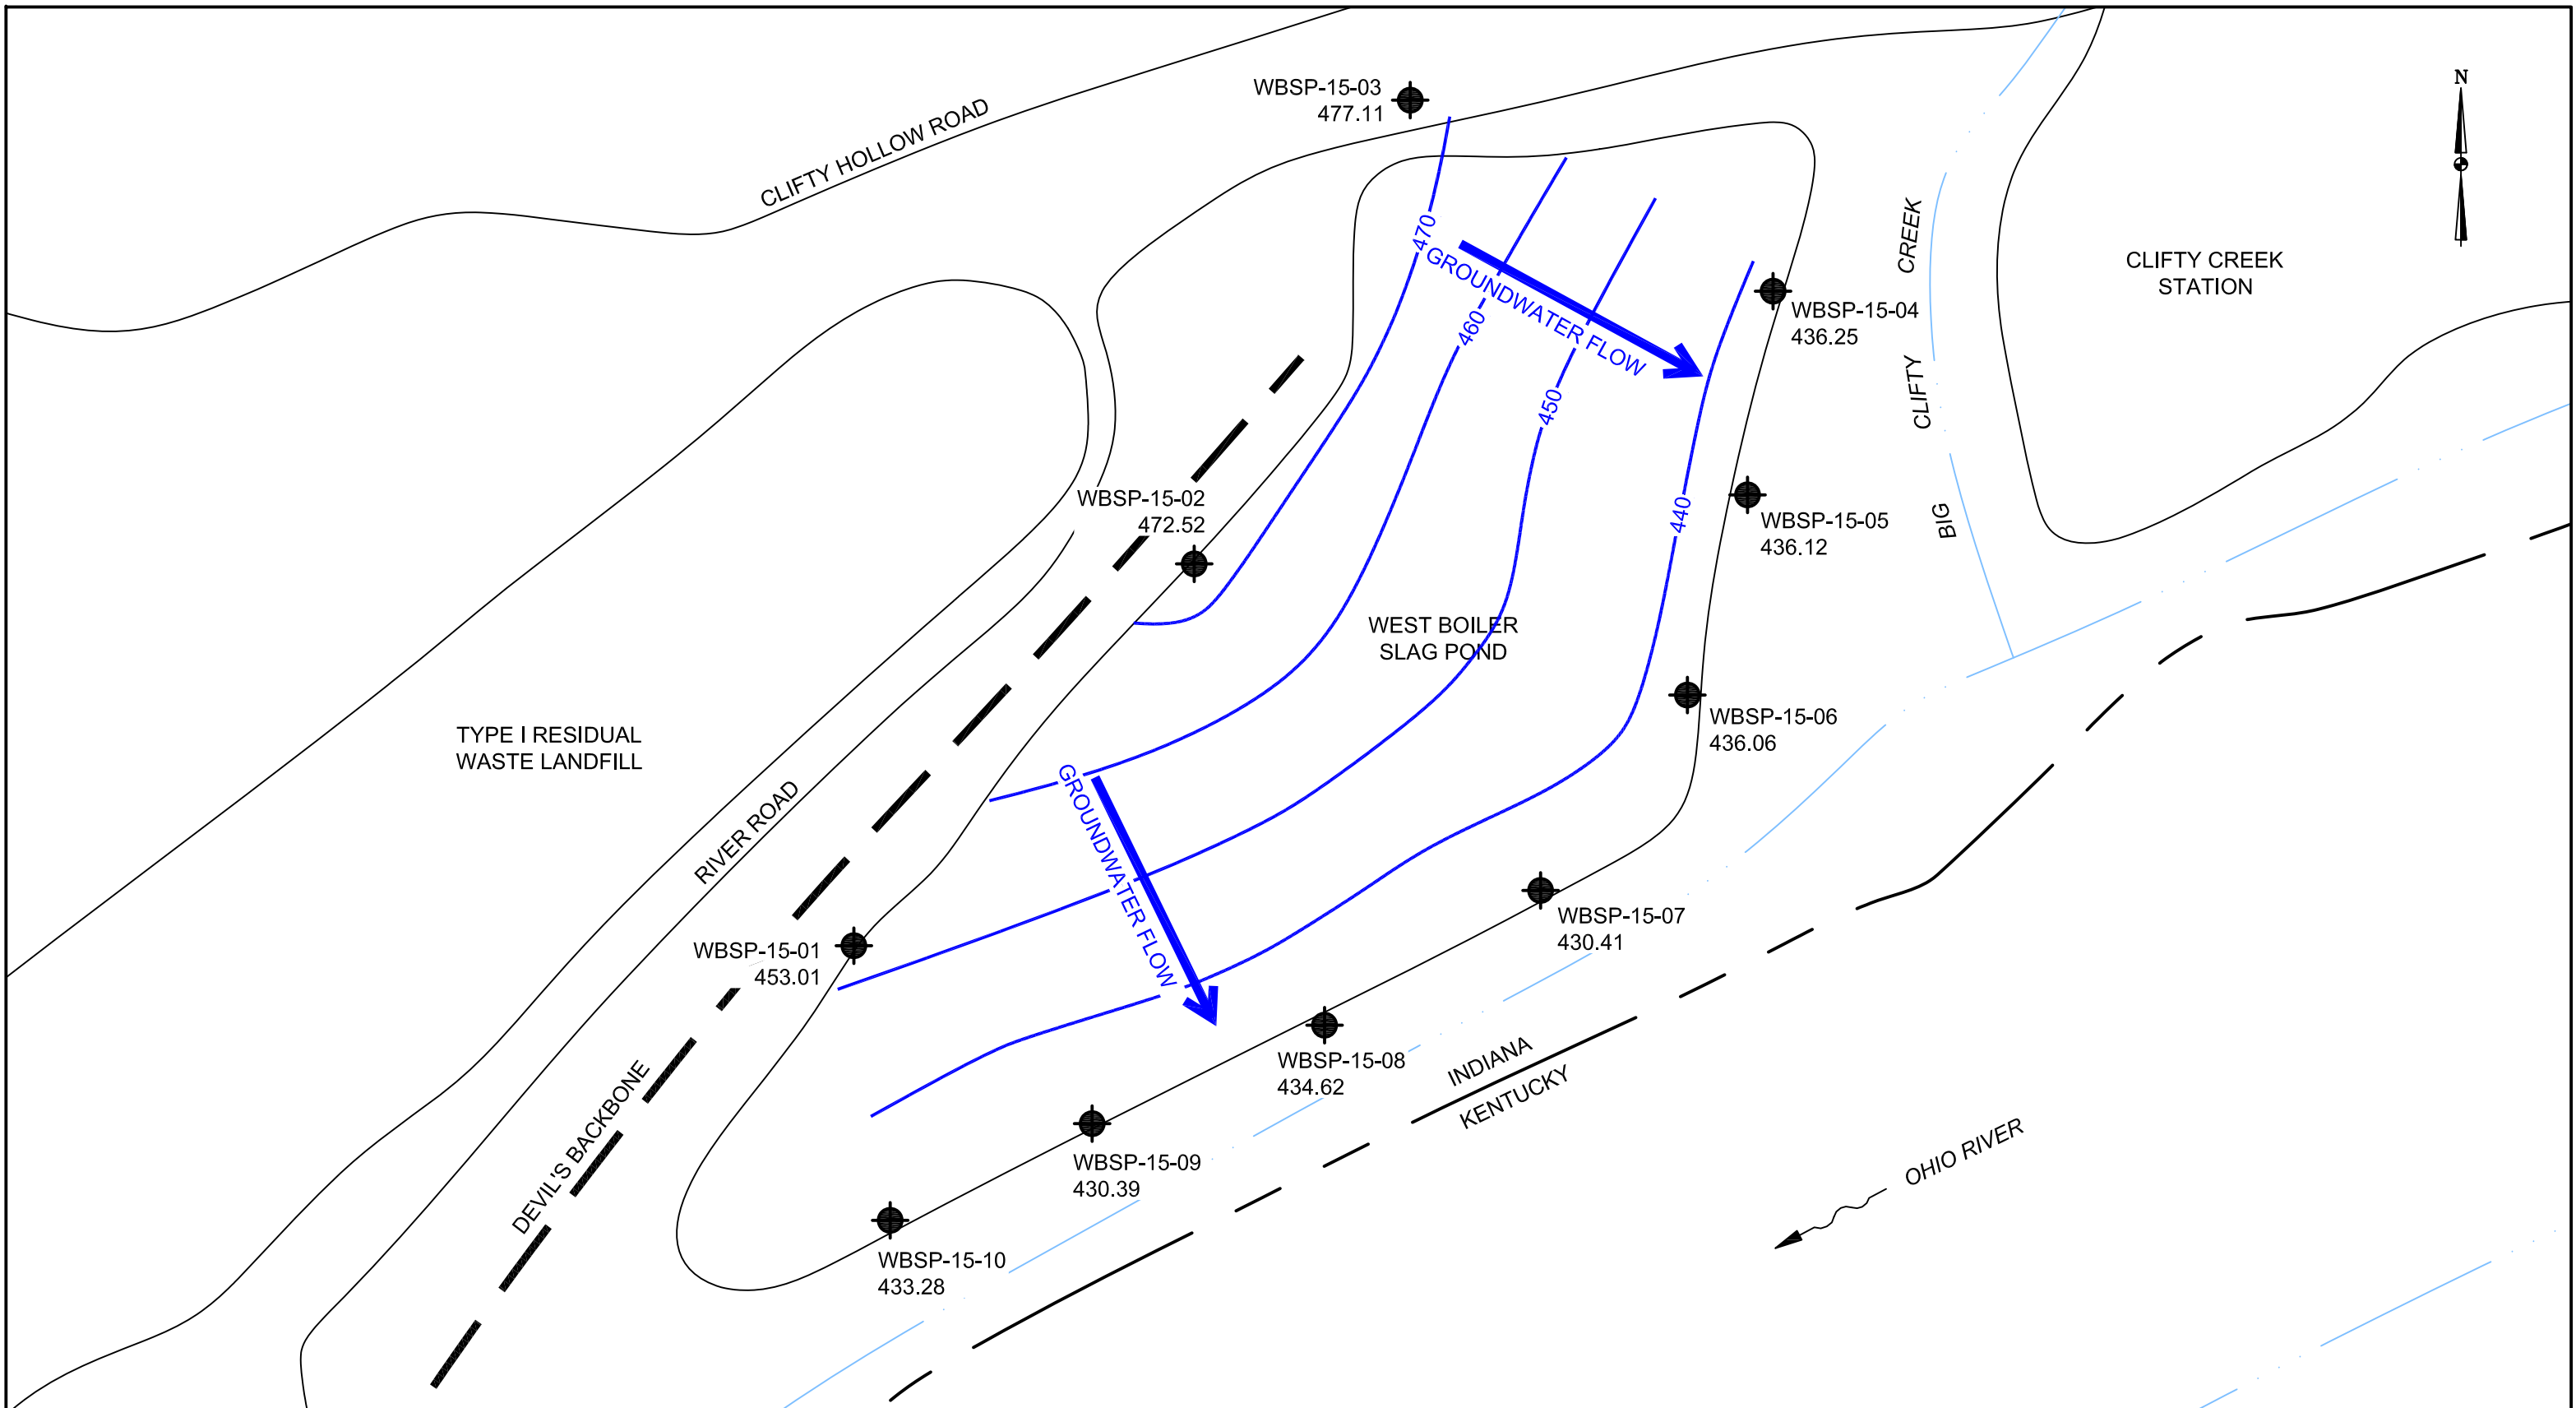 N
WBSP-15-03
477.11
CLIFTY HOLLOW ROAD
470
GROUNDWATER FLOW
460
450
440
WBSP-15-04
436.25
BIG CLIFTY CREEK
CLIFTY CREEK
STATION
WBSP-15-02
472.52
WBSP-15-05
436.12
WEST BOILER
SLAG POND
WBSP-15-06
436.06
TYPE I RESIDUAL
WASTE LANDFILL
RIVER ROAD
GROUNDWATER FLOW
WBSP-15-01
453.01
WBSP-15-07
430.41
WBSP-15-08
434.62
INDIANA
KENTUCKY
DEVIL'S BACKBONE
WBSP-15-09
430.39
OHIO RIVER
WBSP-15-10
433.28